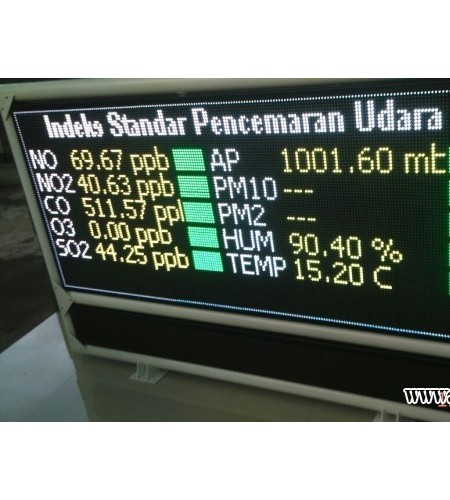 Indeks Standar Pencemaran Udara
NO 69.67 ppb AP 1001.60 mb
NO2 40.63 ppb PM10 ---
CO 511.57 ppl PM2 ---
O3 0.00 ppb HUM 90.40 %
SO2 44.25 ppb TEMP 15.20 C